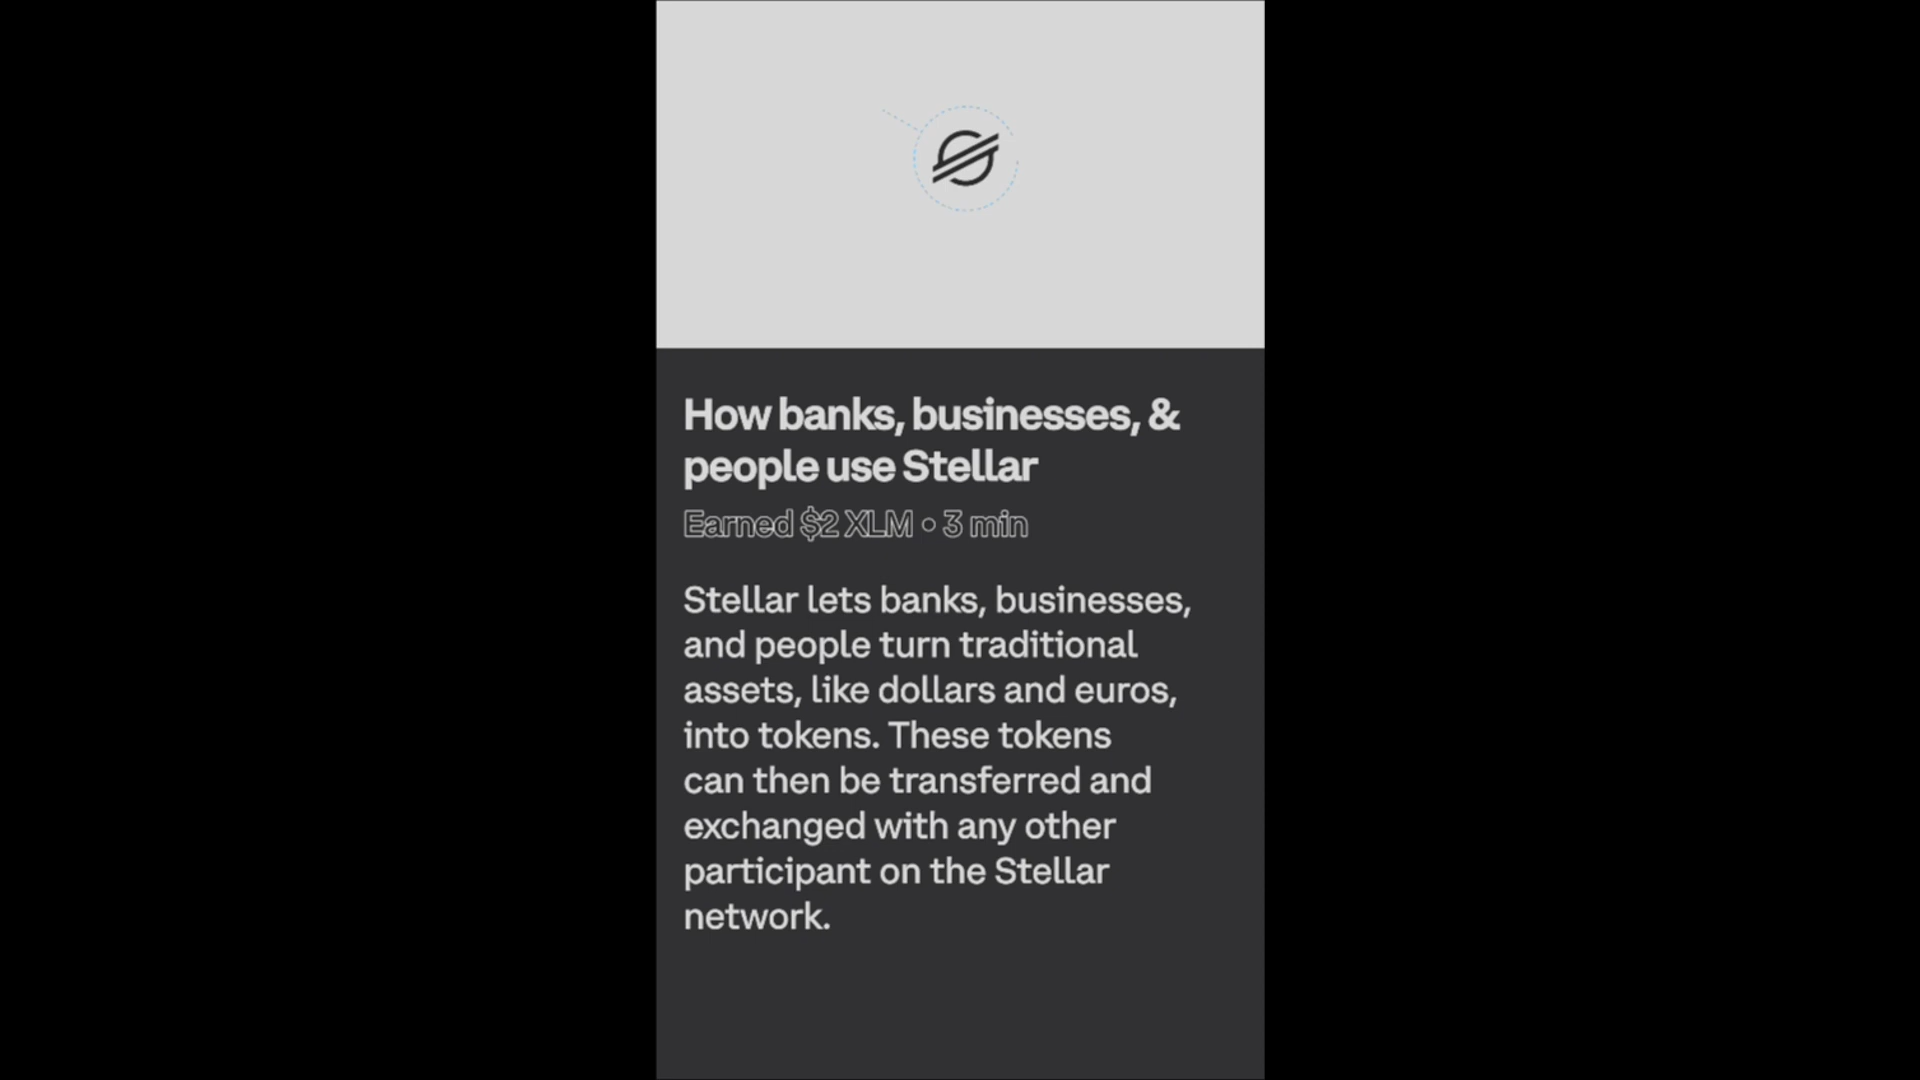 How banks, businesses, &
people use Stellar
Earned $2 XLM • 3 min
Stellar lets banks, businesses,
and people turn traditional
assets, like dollars and euros,
into tokens. These tokens
can then be transferred and
exchanged with any other
participant on the Stellar
network.